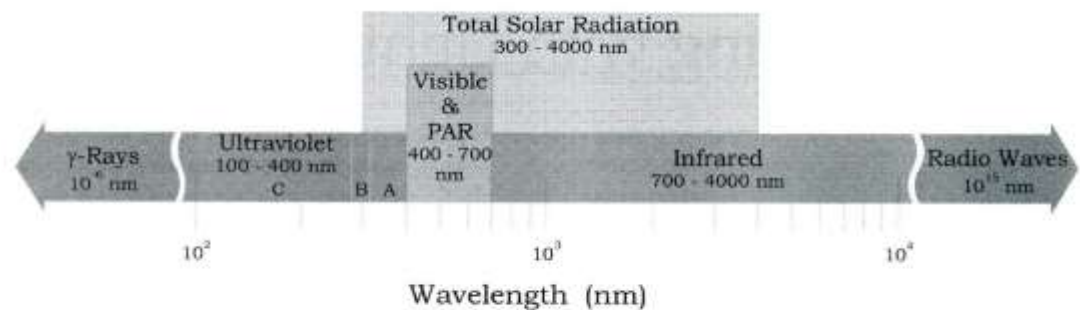 Total Solar Radiation
300 - 4000 nm
Visible
&
PAR
400 - 700
nm
γ-Rays
10⁻⁶ nm
Ultraviolet
100 - 400 nm
C B A
Infrared
700 - 4000 nm
Radio Waves
10¹⁵ nm
10² 10³ 10⁴
Wavelength (nm)